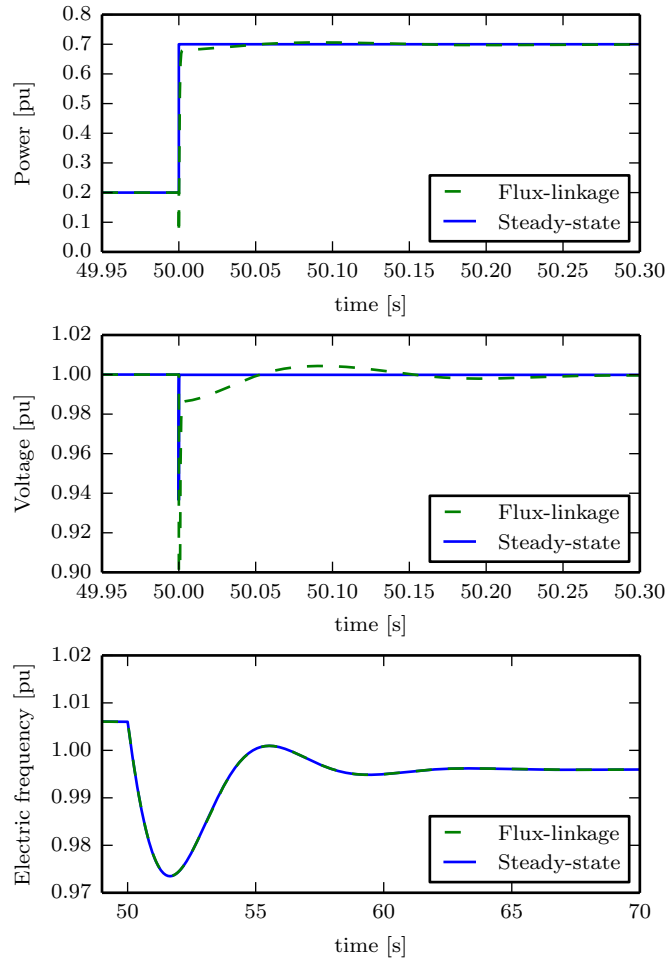 Power [pu]
0.8
0.7
0.6
0.5
0.4
0.3
0.2
0.1
0.0
Flux-linkage
Steady-state
49.95 50.00 50.05 50.10 50.15 50.20 50.25 50.30
time [s]
Voltage [pu]
1.02
1.00
0.98
0.96
0.94
0.92
0.90
Flux-linkage
Steady-state
49.95 50.00 50.05 50.10 50.15 50.20 50.25 50.30
time [s]
Electric frequency [pu]
1.02
1.01
1.00
0.99
0.98
0.97
Flux-linkage
Steady-state
50 55 60 65 70
time [s]